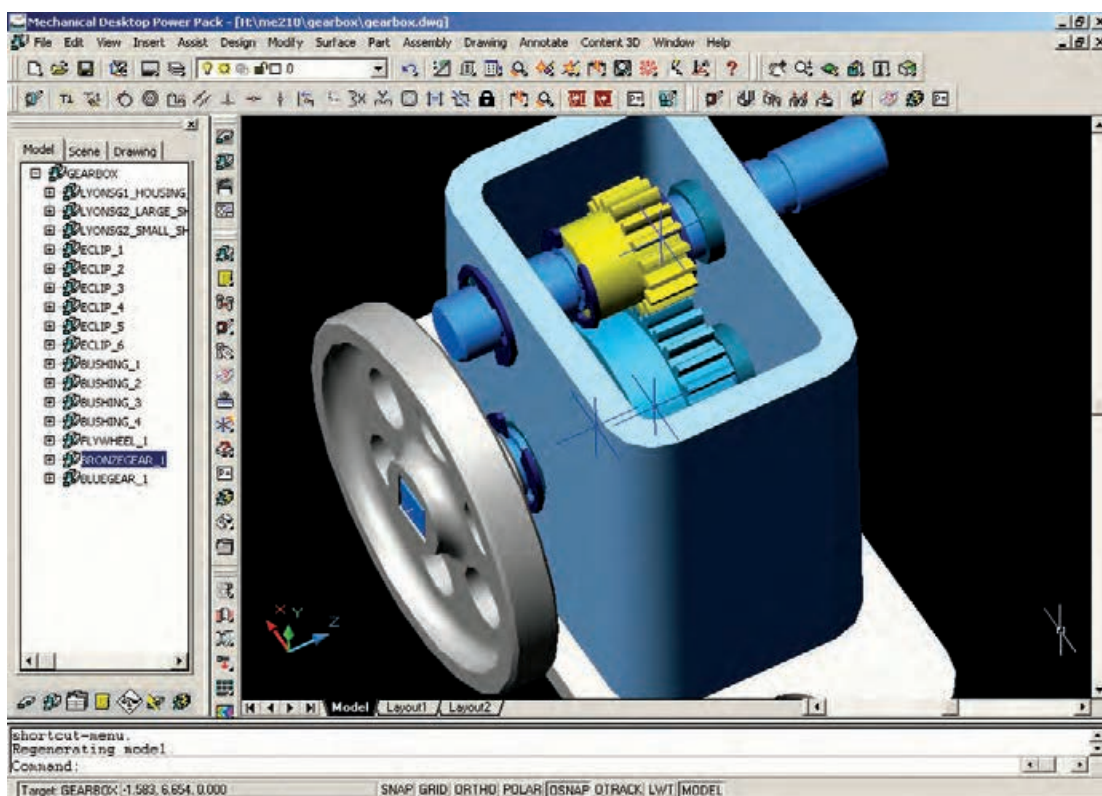 Mechanical Desktop Power Pack - [H:\me210\gearbox\gearbox.dwg]
File Edit View Insert Assist Design Modify Surface Part Assembly Drawing Annotate Content 3D Window Help
0
Model Scene Drawing
GEARBOX
LYONSG1_HOUSING_
LYONSG2_LARGE_SH
LYONSG2_SMALL_SH
ECLIP_1
ECLIP_2
ECLIP_3
ECLIP_4
ECLIP_5
ECLIP_6
BUSHING_1
BUSHING_2
BUSHING_3
BUSHING_4
FLYWHEEL_1
BRONZEGEAR_1
BLUEGEAR_1
X Y Z
Model Layout1 Layout2
shortcut-menu.
Regenerating model.
Command:
Target: GEARBOX -1.583, 6.654, 0.000 SNAP GRID ORTHO POLAR OSNAP OTRACK LWT MODEL